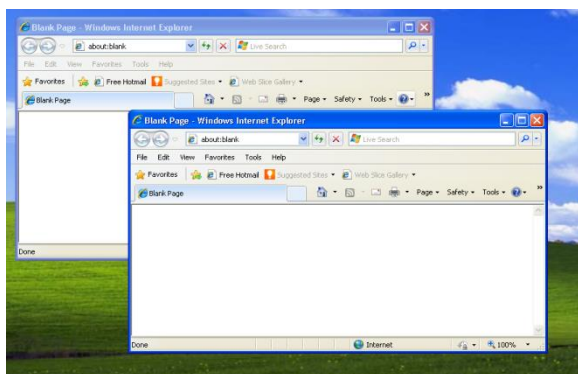 Blank Page - Windows Internet Explorer
about:blank
Live Search
File Edit View Favorites Tools Help
Favorites Free Hotmail Suggested Sites Web Slice Gallery
Blank Page Page Safety Tools
Done
Blank Page - Windows Internet Explorer
about:blank
Live Search
File Edit View Favorites Tools Help
Favorites Free Hotmail Suggested Sites Web Slice Gallery
Blank Page Page Safety Tools
Done Internet 100%